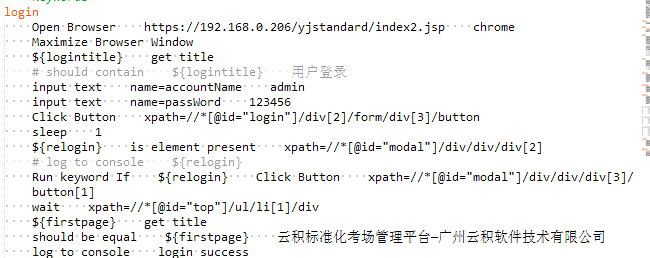 login
Open Browser https://192.168.0.206/yjstandard/index2.jsp chrome
Maximize Browser Window
${logintitle} get title
# should contain ${logintitle} 用户登录
input text name=accountName admin
input text name=passWord 123456
Click Button xpath=//*[@id="login"]/div[2]/form/div[3]/button
sleep 1
${relogin} is element present xpath=//*[@id="modal"]/div/div/div[2]
# log to console ${relogin}
Run keyword If ${relogin} Click Button xpath=//*[@id="modal"]/div/div/div[3]/
button[1]
wait xpath=//*[@id="top"]/ul/li[1]/div
${firstpage} get title
should be equal ${firstpage} 云积标准化考场管理平台—广州云积软件技术有限公司
log to console login success